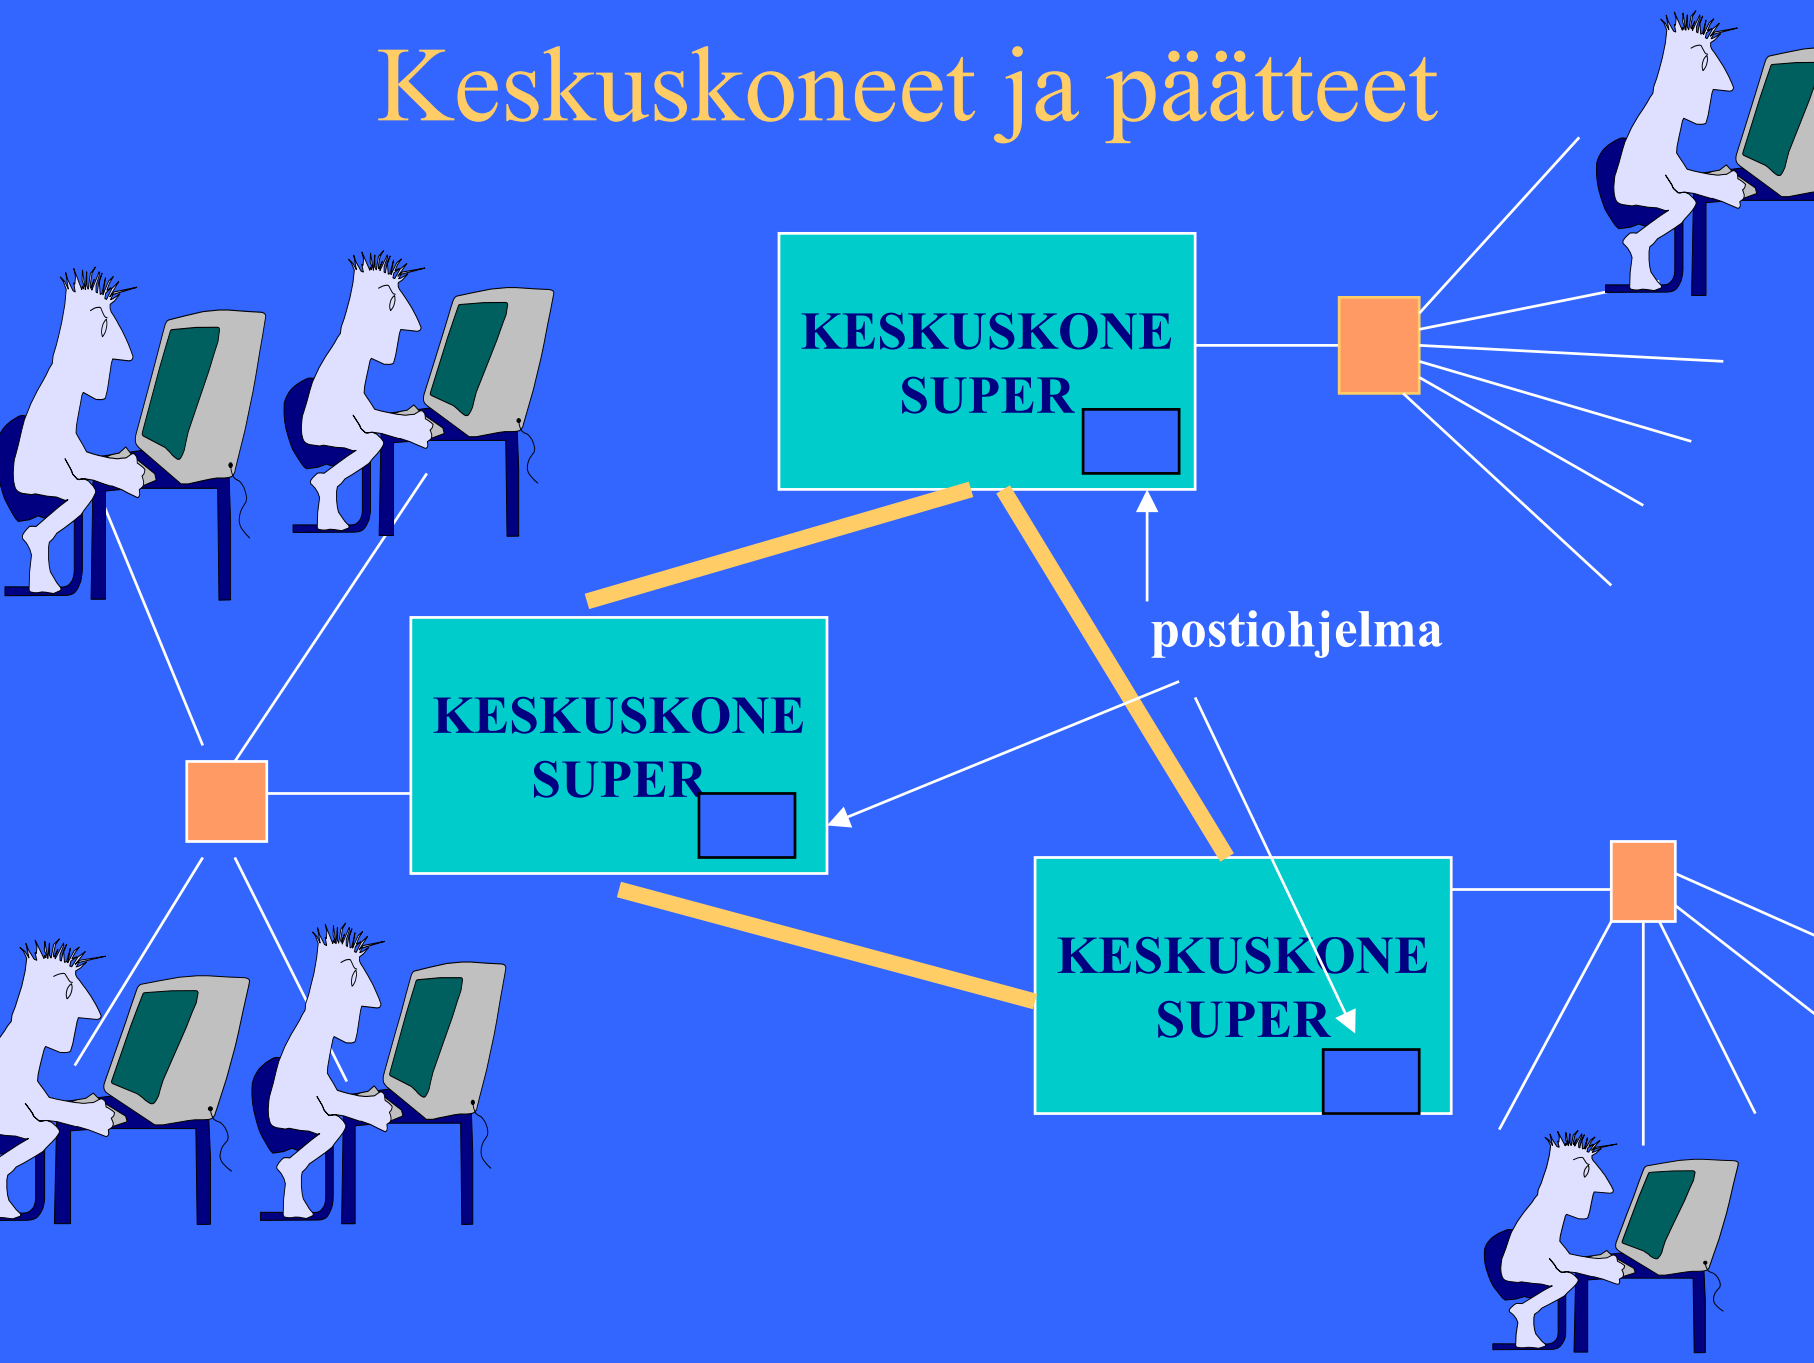 Keskuskoneet ja päätteet
KESKUSKONE
SUPER
postiohjelma
KESKUSKONE
SUPER
KESKUSKONE
SUPER